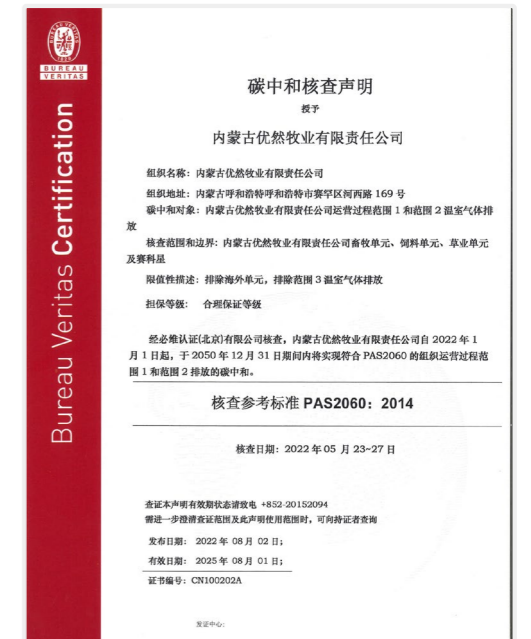 BUREAU
VERITAS
Bureau Veritas Certification
碳中和核查声明
授予
内蒙古优然牧业有限责任公司
组织名称：内蒙古优然牧业有限责任公司
组织地址：内蒙古呼和浩特呼和浩特市赛罕区河西路 169 号
碳中和对象：内蒙古优然牧业有限责任公司运营过程范围 1 和范围 2 温室气体排
放
核查范围和边界：内蒙古优然牧业有限责任公司畜牧单元、饲料单元、草业单元
及赛科星
限值性描述：排除海外单元，排除范围 3 温室气体排放
担保等级： 合理保证等级
经必维认证(北京)有限公司核查，内蒙古优然牧业有限责任公司自 2022 年 1
月 1 日起，于 2050 年 12 月 31 日期间内将实现符合 PAS2060 的组织运营过程范
围 1 和范围 2 排放的碳中和。
核查参考标准 PAS2060：2014
核查日期：2022 年 05 月 23~27 日
查证本声明有效期状态请致电 +852-20152094
需进一步澄清查证范围及此声明使用范围时，可向持证者查询
发布日期： 2022 年 08 月 02 日；
有效日期： 2025 年 08 月 01 日；
证书编号：CN100202A
发证中心：